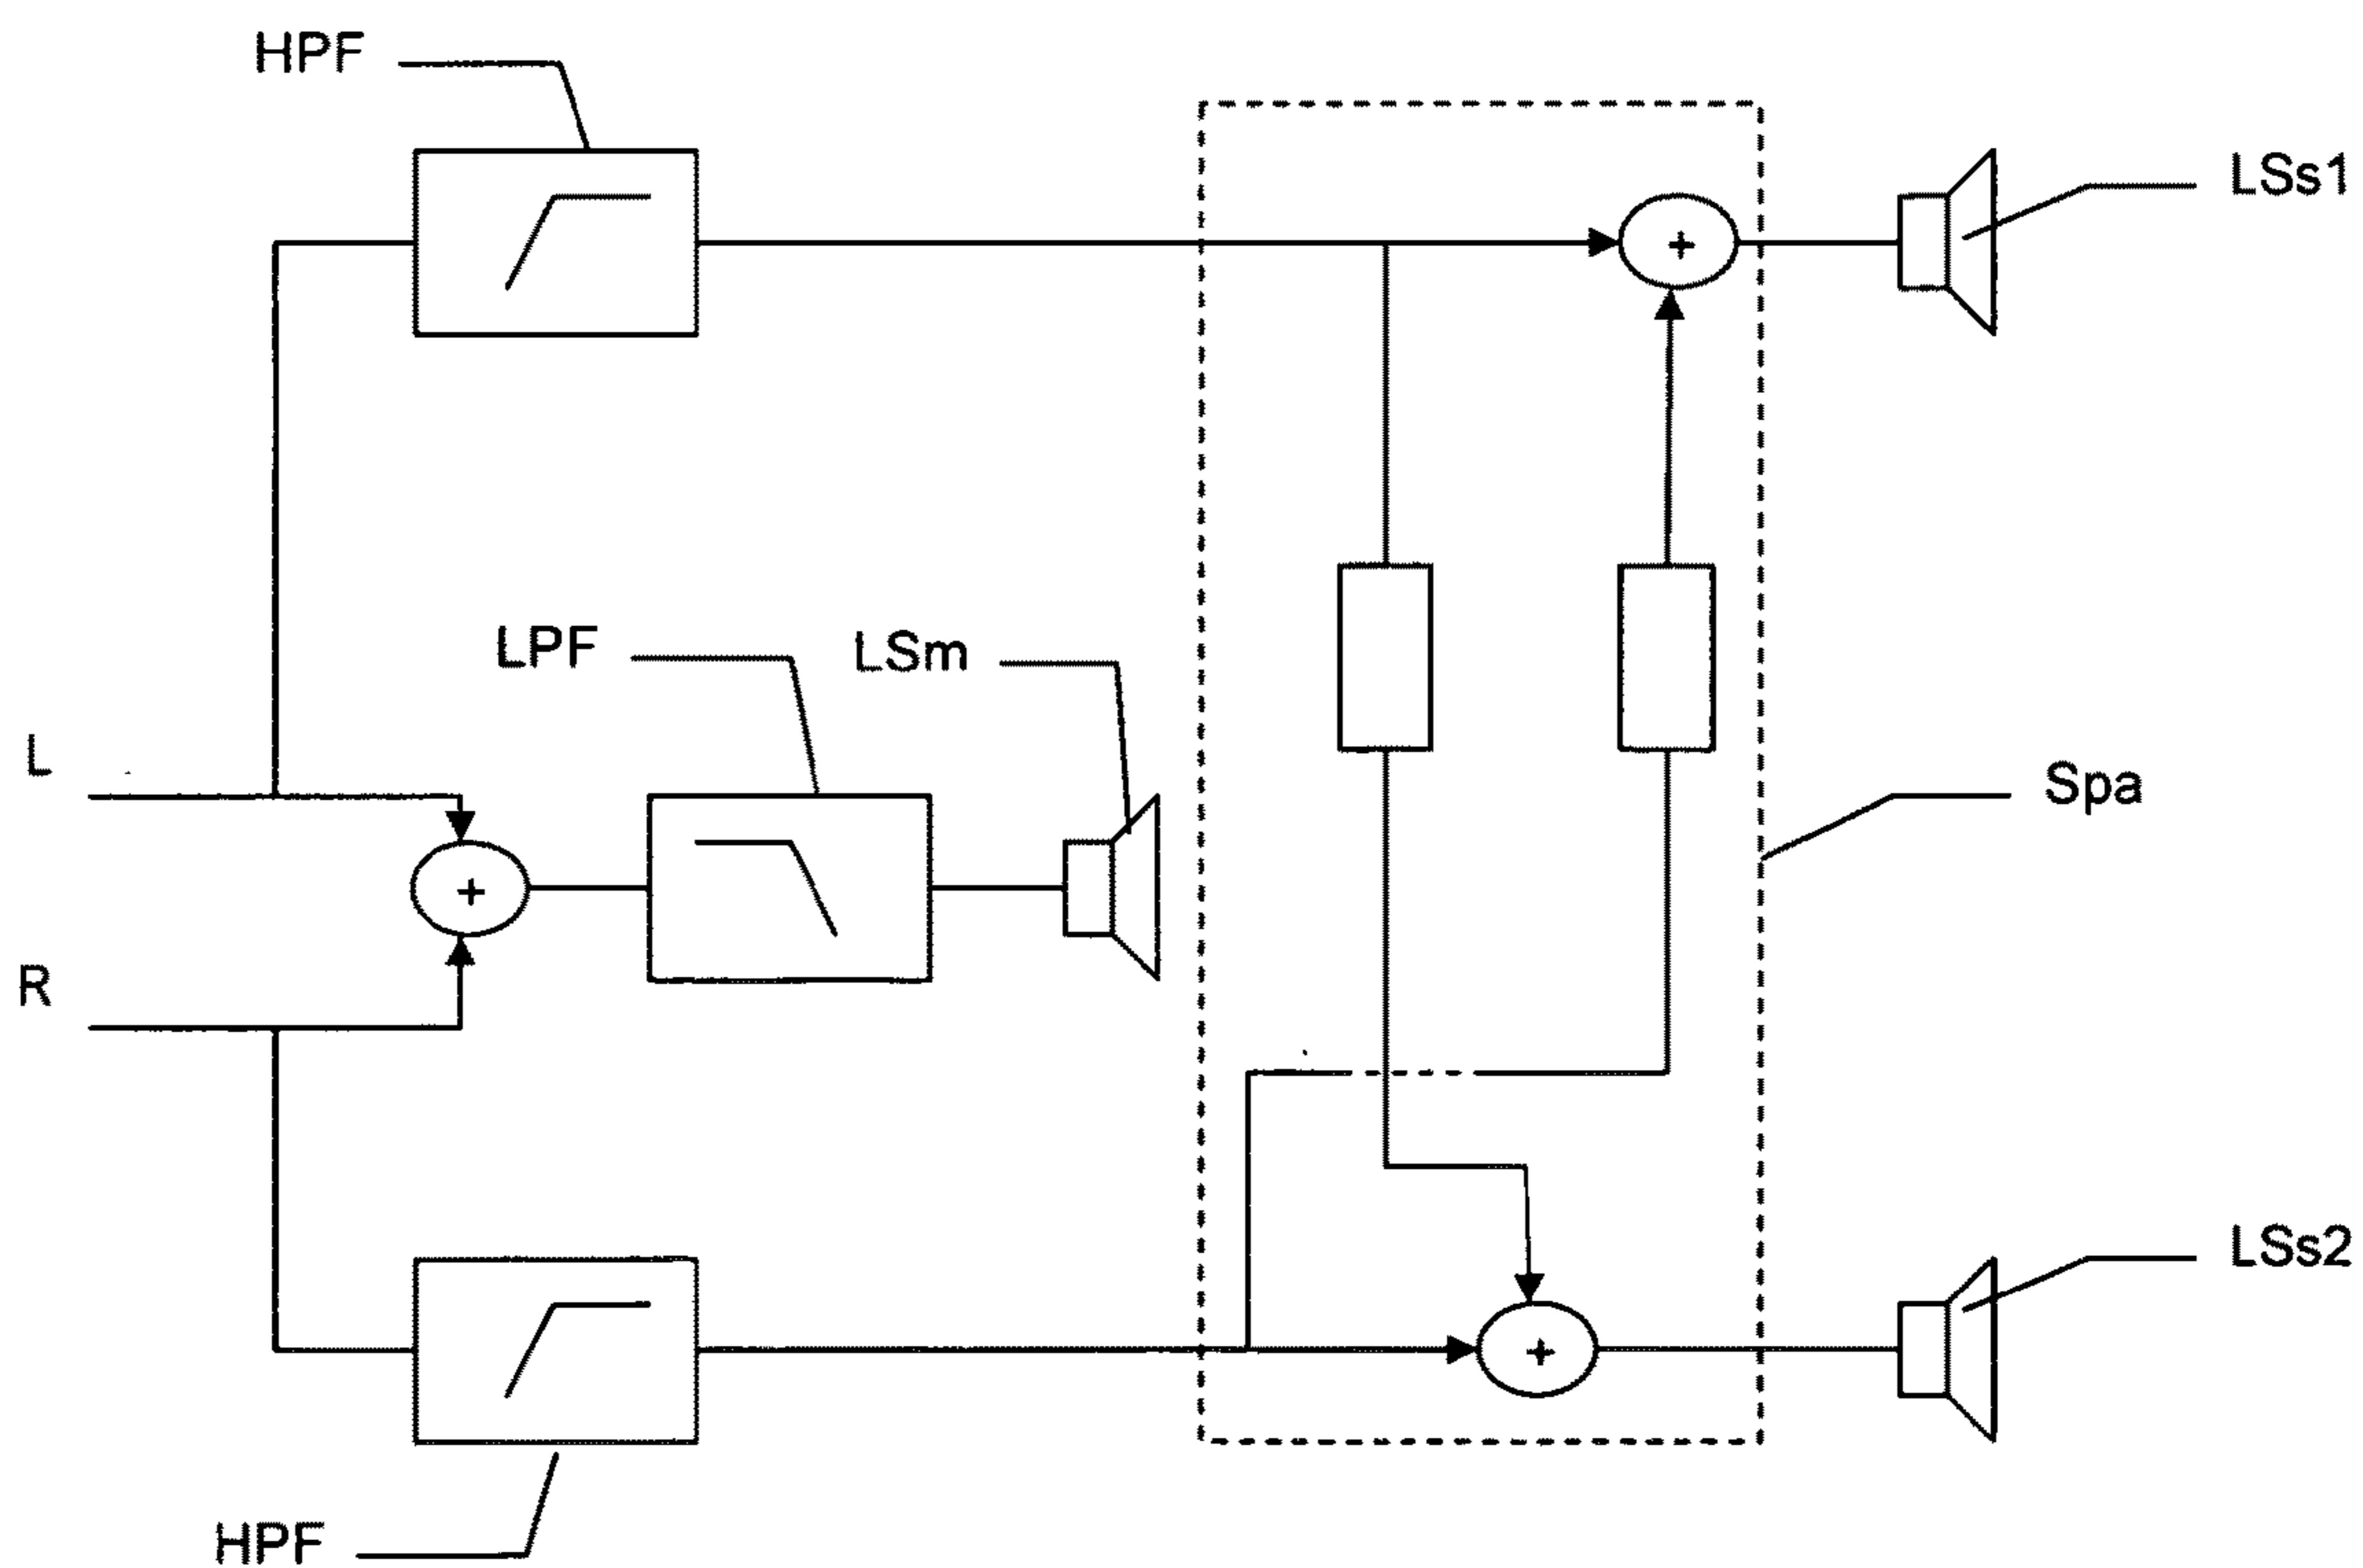 HPF
LSs1
+
LPF
LSm
L
Spa
+
R
LSs2
+
HPF